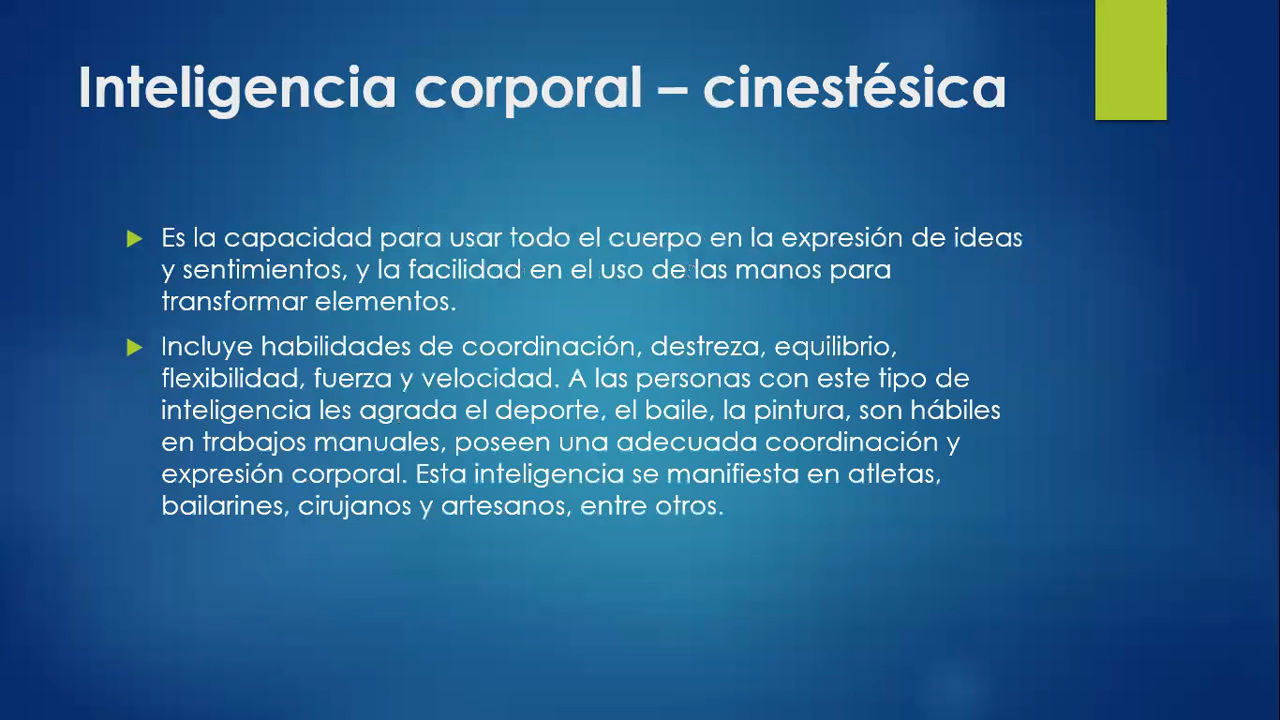 Inteligencia corporal – cinestésica
Es la capacidad para usar todo el cuerpo en la expresión de ideas
y sentimientos, y la facilidad en el uso de las manos para
transformar elementos.
Incluye habilidades de coordinación, destreza, equilibrio,
flexibilidad, fuerza y velocidad. A las personas con este tipo de
inteligencia les agrada el deporte, el baile, la pintura, son hábiles
en trabajos manuales, poseen una adecuada coordinación y
expresión corporal. Esta inteligencia se manifiesta en atletas,
bailarines, cirujanos y artesanos, entre otros.